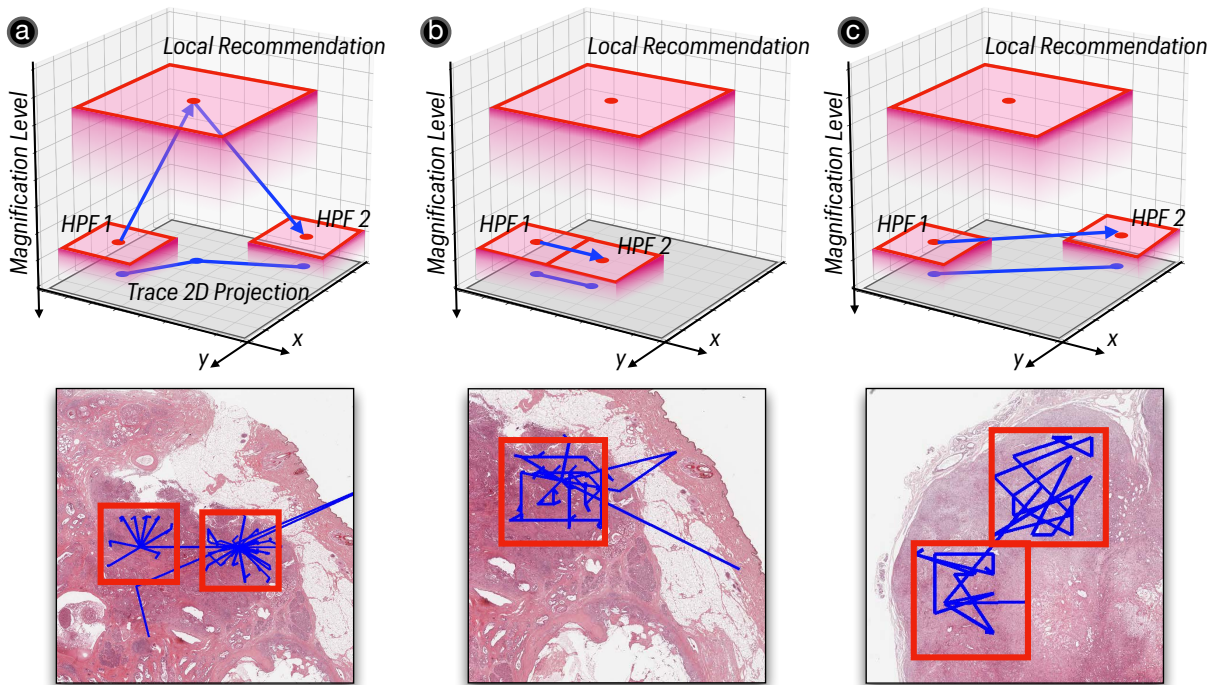 a
Local Recommendation
Magnification Level
HPF 1
HPF 2
Trace 2D Projection
x
y
b
Local Recommendation
Magnification Level
HPF 1
HPF 2
x
y
c
Local Recommendation
Magnification Level
HPF 1
HPF 2
x
y